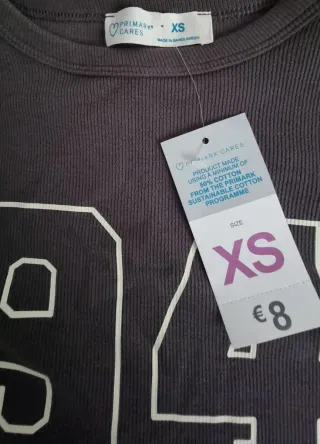 PRIMARK CARES
XS
MADE IN BANGLADESH
PRIMARK CARES
PRODUCT MADE
USING A MINIMUM OF
50% COTTON
FROM THE PRIMARK
SUSTAINABLE COTTON
PROGRAMME
SIZE
XS
€8
94